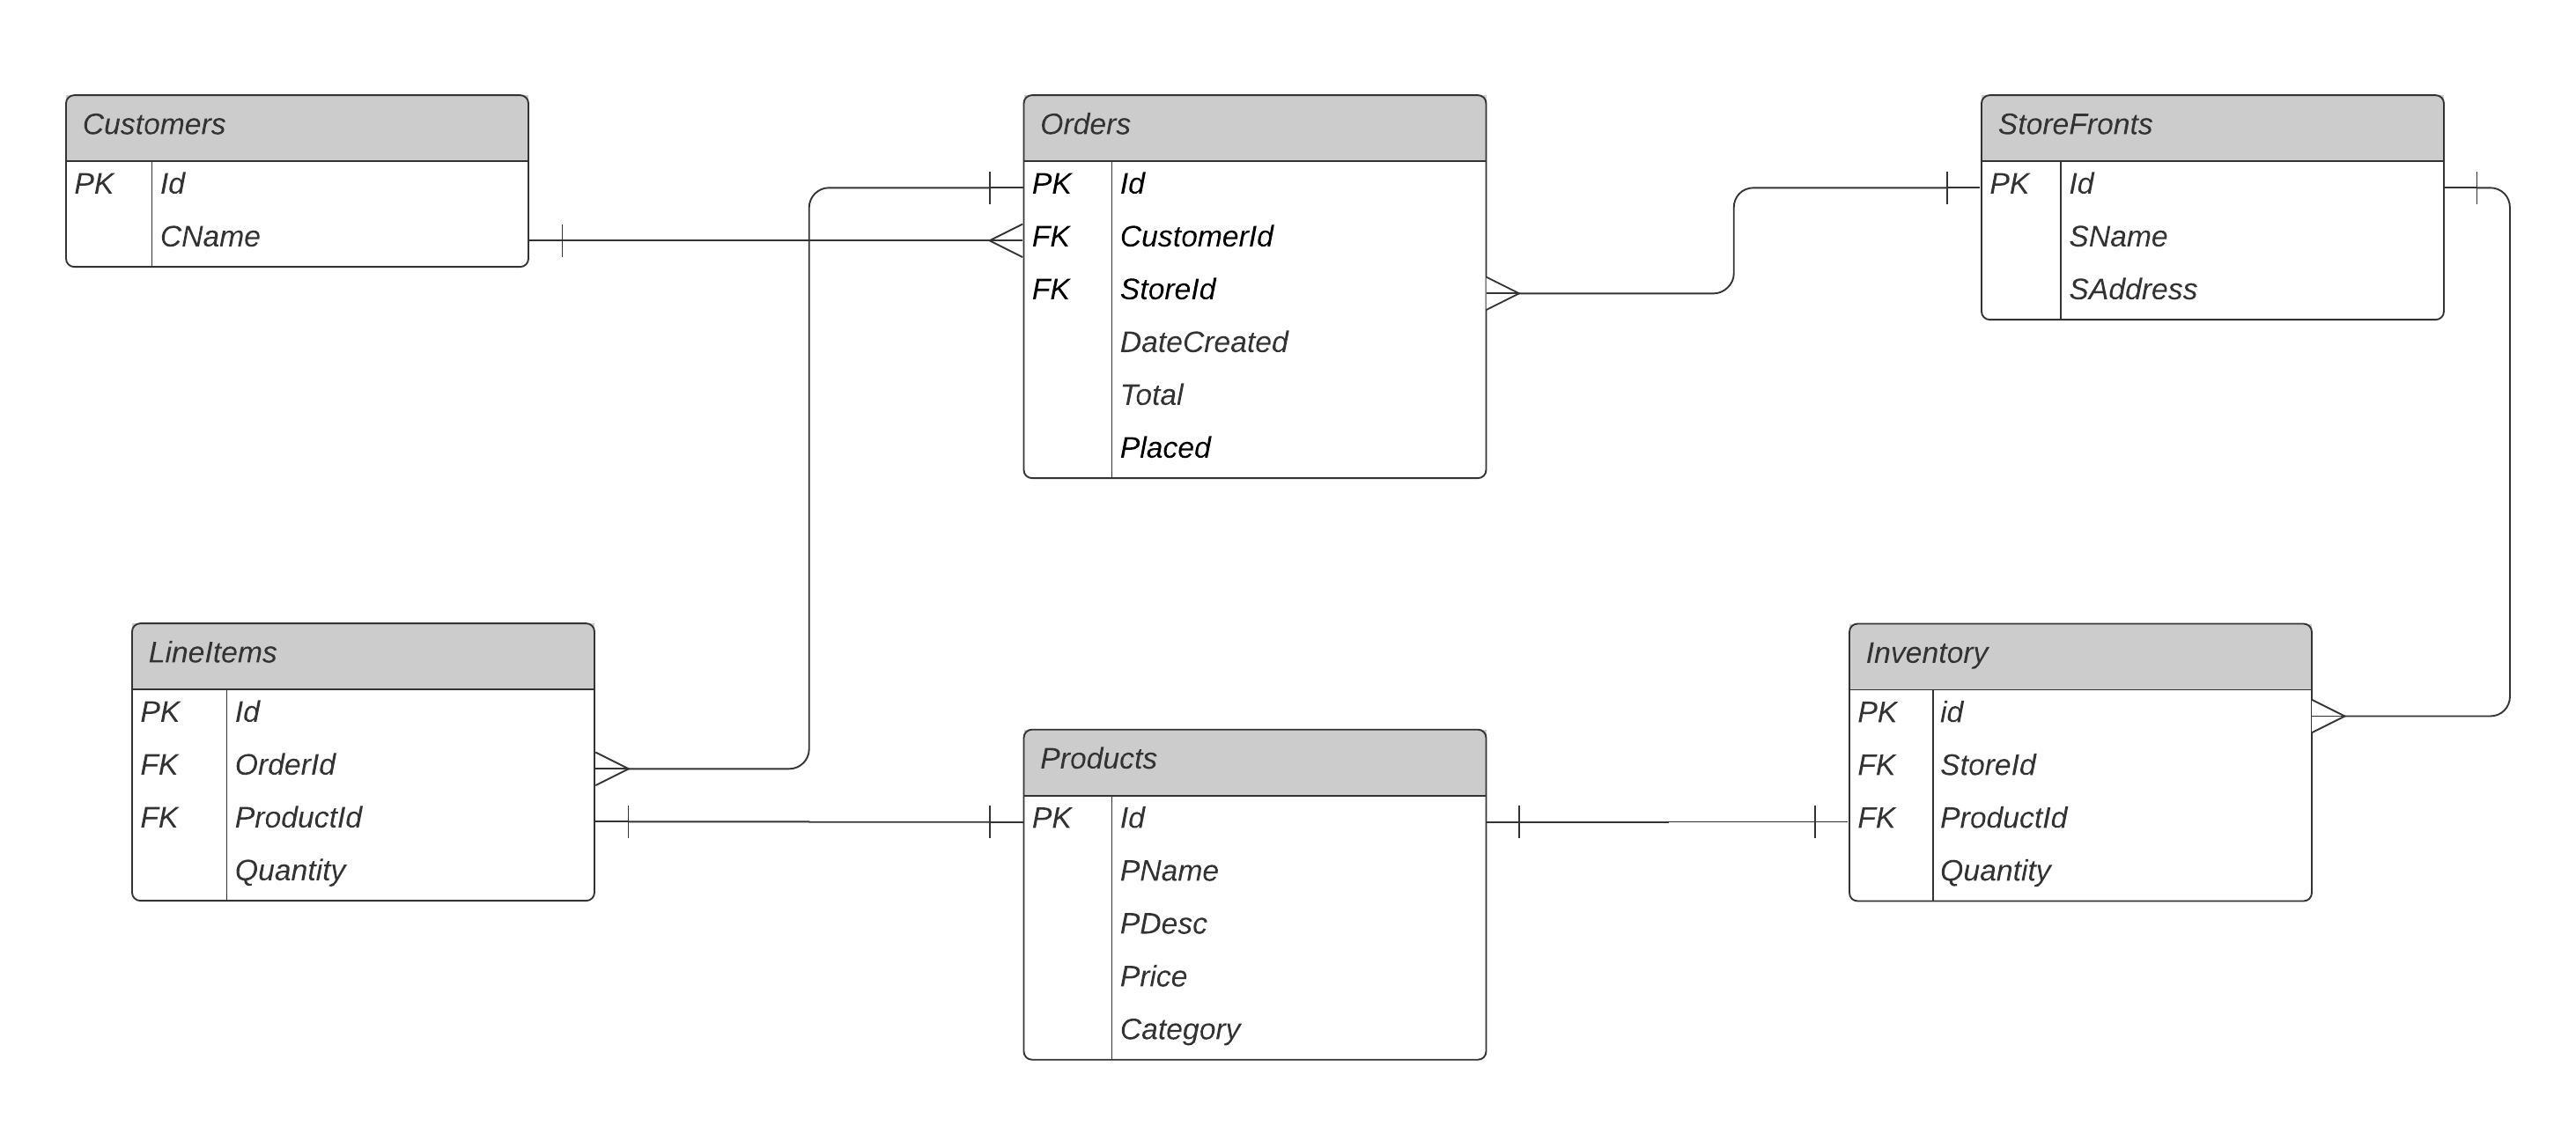 Customers
PK Id
CName
Orders
PK Id
FK CustomerId
FK StoreId
DateCreated
Total
Placed
StoreFronts
PK Id
SName
SAddress
LineItems
PK Id
FK OrderId
FK ProductId
Quantity
Products
PK Id
PName
PDesc
Price
Category
Inventory
PK id
FK StoreId
FK ProductId
Quantity